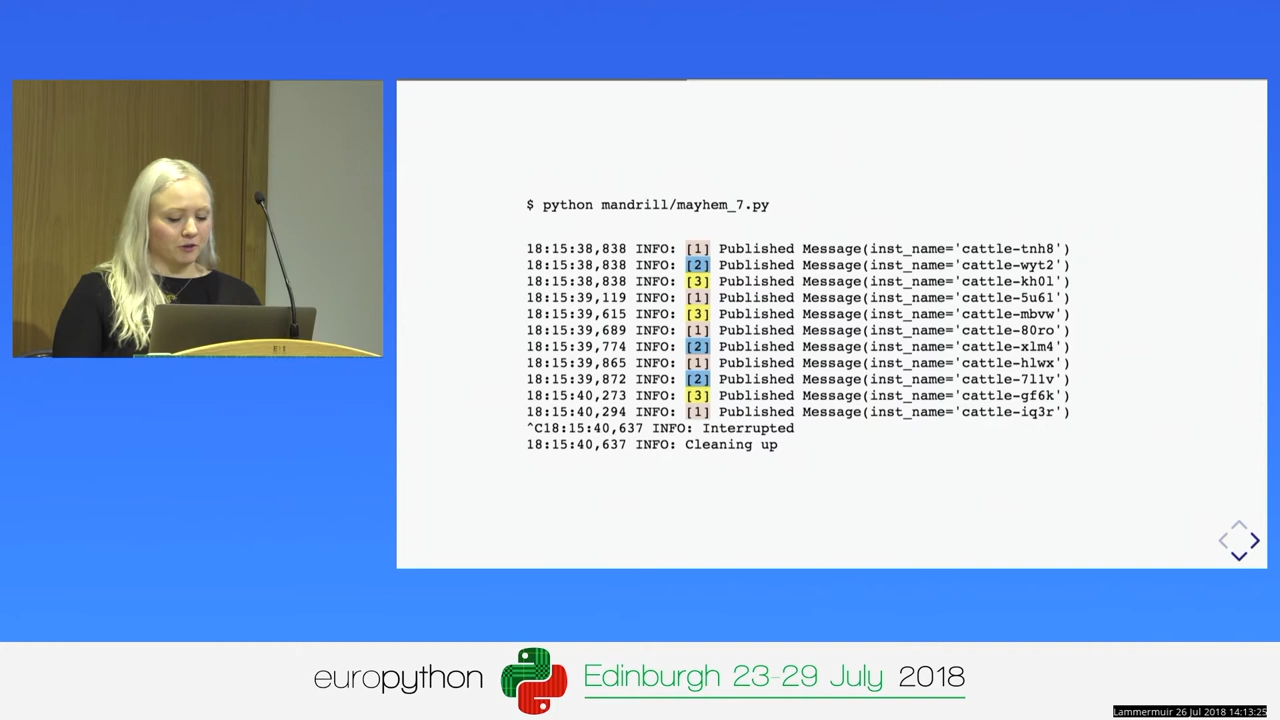 $ python mandrill/mayhem_7.py
18:15:38,838 INFO: [1] Published Message(inst_name='cattle-tnh8')
18:15:38,838 INFO: [2] Published Message(inst_name='cattle-wyt2')
18:15:38,838 INFO: [3] Published Message(inst_name='cattle-kh0l')
18:15:39,119 INFO: [1] Published Message(inst_name='cattle-5u61')
18:15:39,615 INFO: [3] Published Message(inst_name='cattle-mbvw')
18:15:39,689 INFO: [1] Published Message(inst_name='cattle-80ro')
18:15:39,774 INFO: [2] Published Message(inst_name='cattle-xlm4')
18:15:39,865 INFO: [1] Published Message(inst_name='cattle-hlwx')
18:15:39,872 INFO: [2] Published Message(inst_name='cattle-7l1v')
18:15:40,273 INFO: [3] Published Message(inst_name='cattle-gf6k')
18:15:40,294 INFO: [1] Published Message(inst_name='cattle-iq3r')
^C18:15:40,637 INFO: Interrupted
18:15:40,637 INFO: Cleaning up
europython Edinburgh 23-29 July 2018
Lammermuir 26 Jul 2018 14:13:25